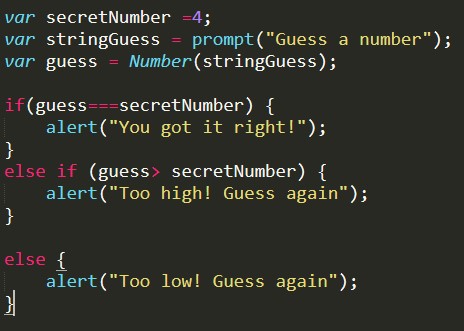 var secretNumber =4;
var stringGuess = prompt("Guess a number");
var guess = Number(stringGuess);
if(guess===secretNumber) {
alert("You got it right!");
}
else if (guess> secretNumber) {
alert("Too high! Guess again");
}
else {
alert("Too low! Guess again");
}